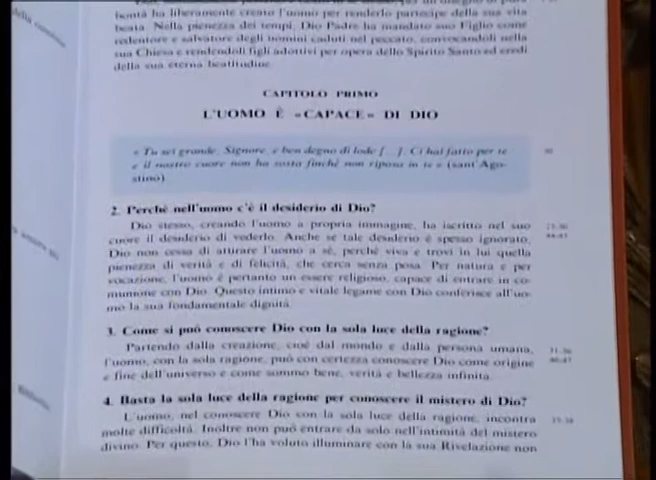 bontà ha liberamente creato l'uomo per renderlo partecipe della sua vita
beata. Nella pienezza dei tempi, Dio Padre ha mandato suo Figlio come
redentore e salvatore degli uomini caduti nel peccato, convocandoli nella
sua Chiesa e rendendoli figli adottivi per opera dello Spirito Santo ed eredi
della sua eterna beatitudine.
CAPITOLO PRIMO
L'UOMO È «CAPACE» DI DIO
« Tu sei grande, Signore, e ben degno di lode [...]. Ci hai fatto per te
e il nostro cuore non ha sosta finché non riposa in te » (sant'Ago-
stino).
30
2. Perché nell'uomo c'è il desiderio di Dio?
Dio stesso, creando l'uomo a propria immagine, ha iscritto nel suo
cuore il desiderio di vederlo. Anche se tale desiderio è spesso ignorato,
Dio non cessa di attirare l'uomo a sé, perché viva e trovi in lui quella
pienezza di verità e di felicità, che cerca senza posa. Per natura e per
vocazione, l'uomo è pertanto un essere religioso, capace di entrare in co-
munione con Dio. Questo intimo e vitale legame con Dio conferisce all'uo-
mo la sua fondamentale dignità.
27-30
44-45
3. Come si può conoscere Dio con la sola luce della ragione?
Partendo dalla creazione, cioè dal mondo e dalla persona umana,
l'uomo, con la sola ragione, può con certezza conoscere Dio come origine
e fine dell'universo e come sommo bene, verità e bellezza infinita.
31-36
46-47
4. Basta la sola luce della ragione per conoscere il mistero di Dio?
L'uomo, nel conoscere Dio con la sola luce della ragione, incontra
molte difficoltà. Inoltre non può entrare da solo nell'intimità del mistero
divino. Per questo, Dio l'ha voluto illuminare con la sua Rivelazione non
37-38